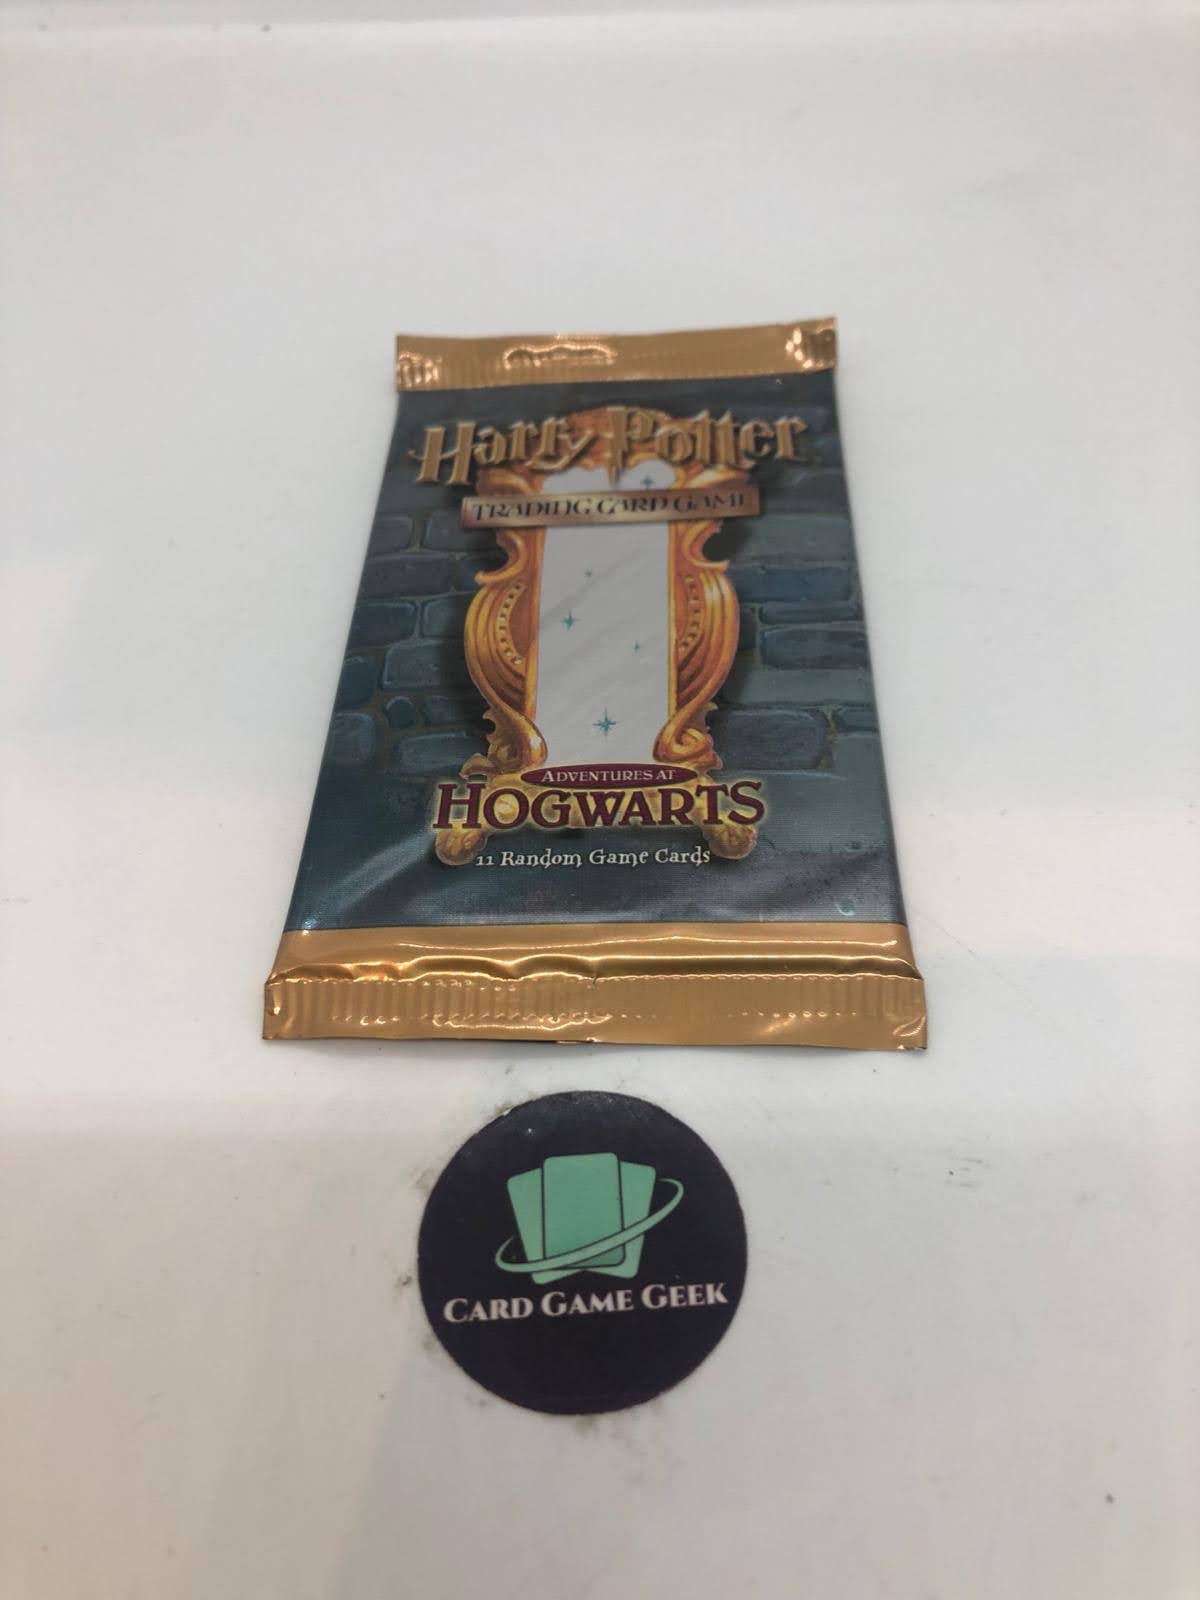 Harry Potter
TRADING CARD GAME
ADVENTURES AT
HOGWARTS
11 Random Game Cards
CARD GAME GEEK